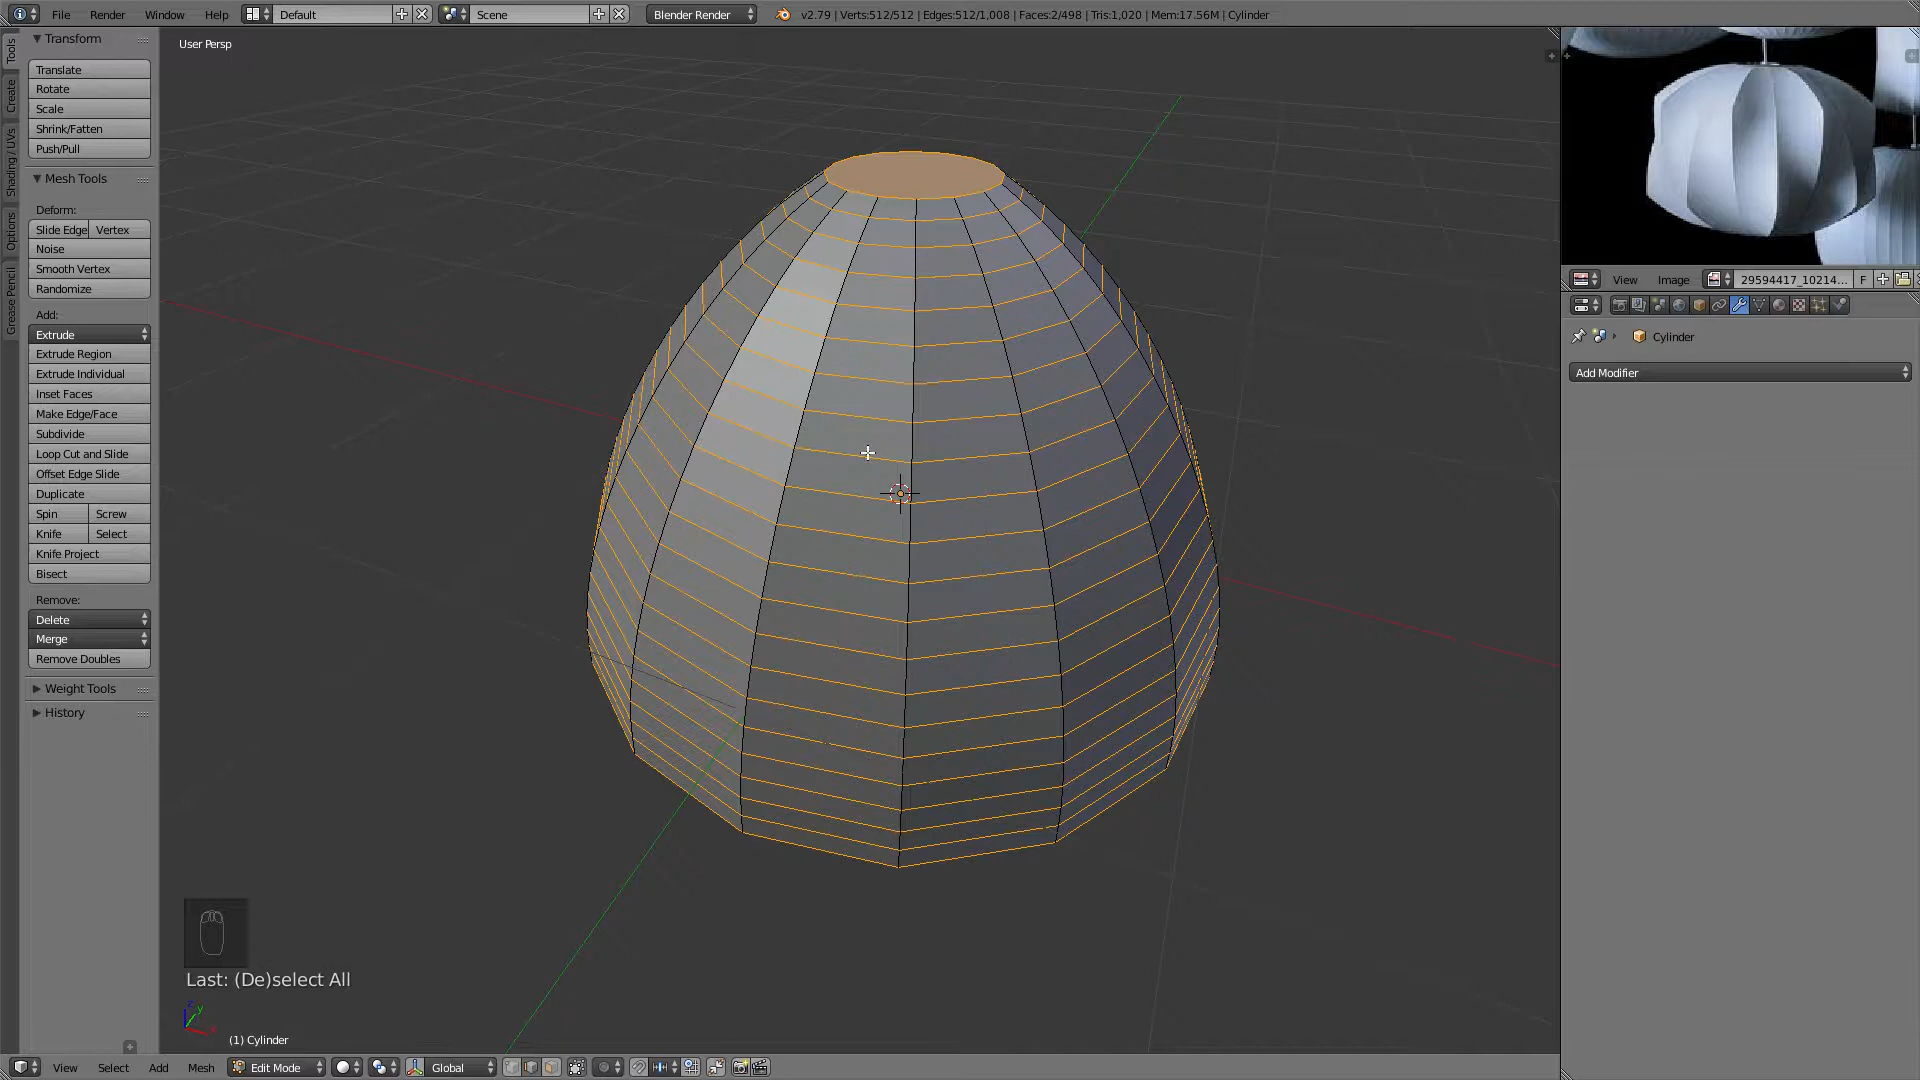 File Render Window Help Default Scene Blender Render v2.79 | Verts:512/512 | Edges:512/1,008 | Faces:2/498 | Tris:1,020 | Mem:17.56M | Cylinder
Tools
Create
Shading / UVs
Options
Grease Pencil
Transform
Translate
Rotate
Scale
Shrink/Fatten
Push/Pull
Mesh Tools
Deform:
Slide Edge Vertex
Noise
Smooth Vertex
Randomize
Add:
Extrude
Extrude Region
Extrude Individual
Inset Faces
Make Edge/Face
Subdivide
Loop Cut and Slide
Offset Edge Slide
Duplicate
Spin Screw
Knife Select
Knife Project
Bisect
Remove:
Delete
Merge
Remove Doubles
Weight Tools
History
User Persp
Last: (De)select All
z y x
(1) Cylinder
View Select Add Mesh Edit Mode Global
View Image 29594417_10214... F
Cylinder
Add Modifier